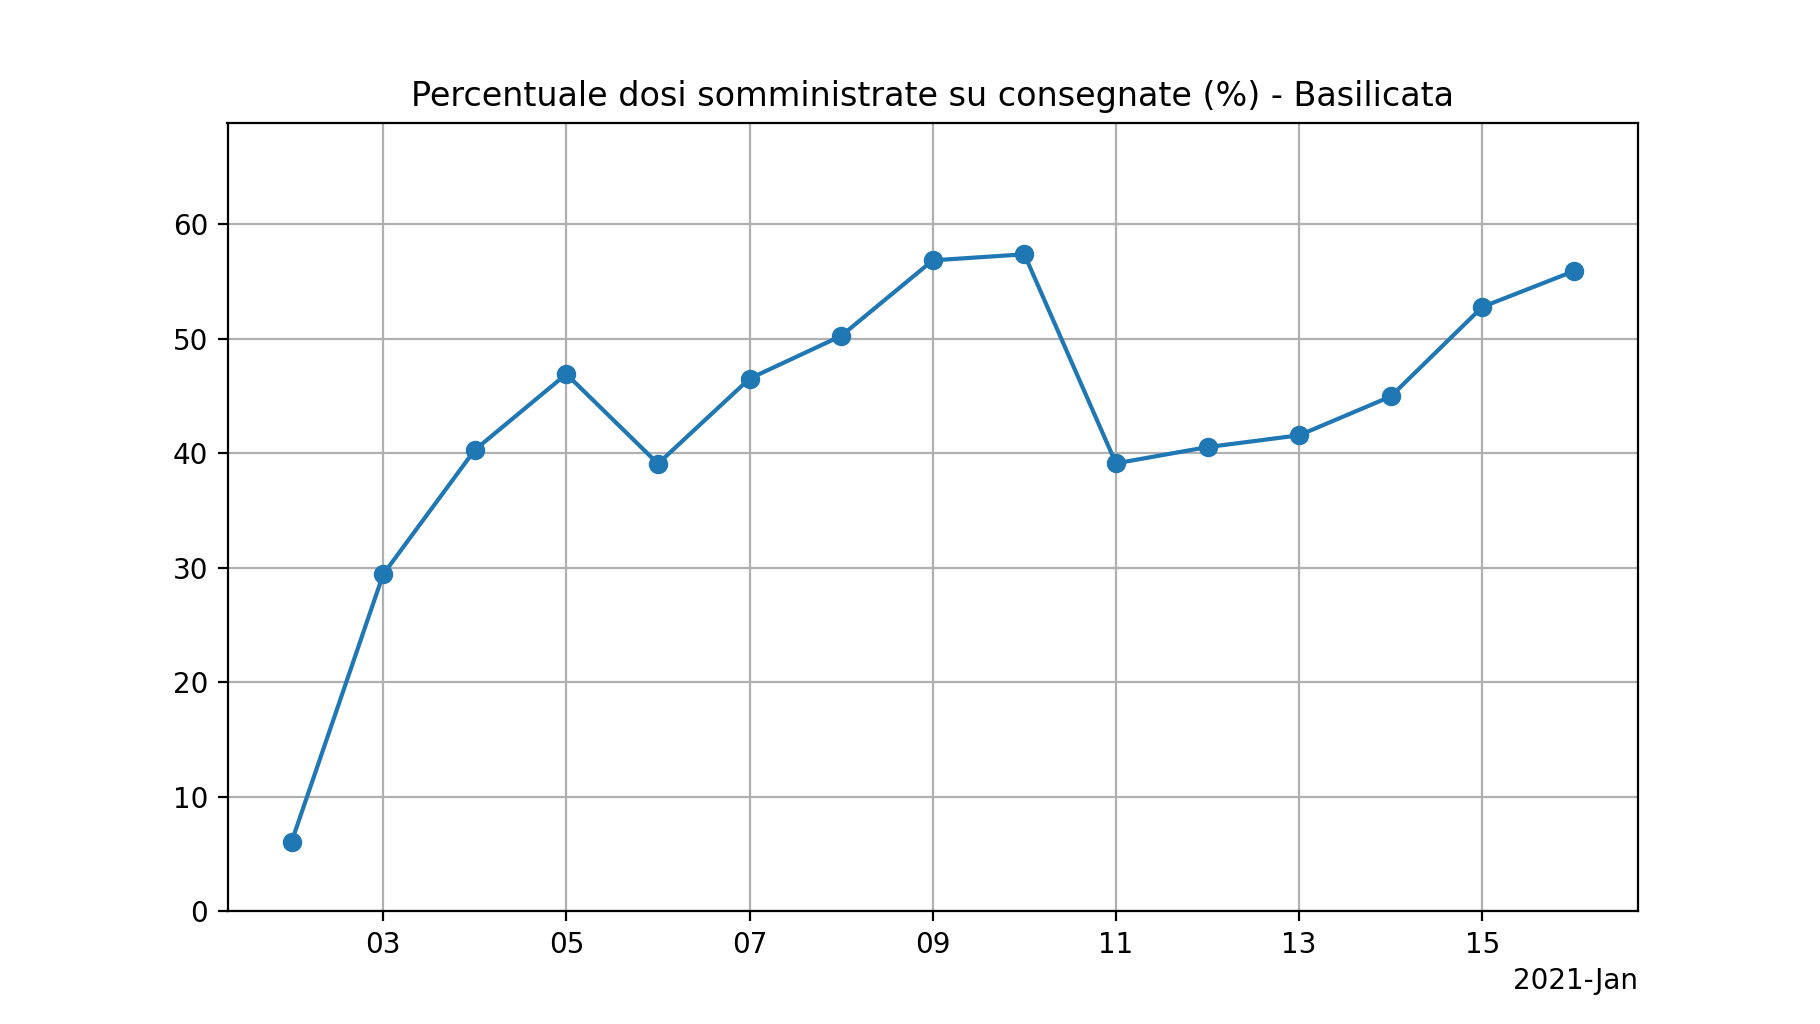 Percentuale dosi somministrate su consegnate (%) - Basilicata
60
50
40
30
20
10
0
03 05 07 09 11 13 15
2021-Jan